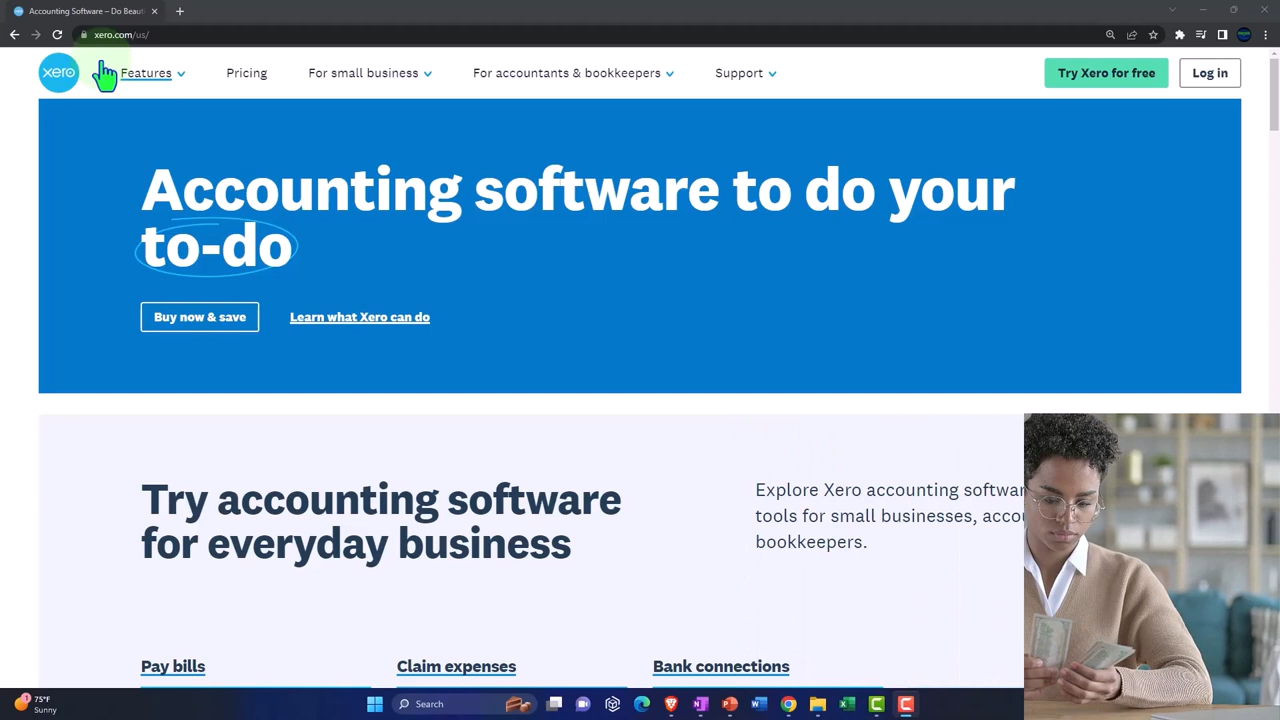 Accounting Software – Do Beauti
xero.com/us/
xero
Features
Pricing
For small business
For accountants & bookkeepers
Support
Try Xero for free
Log in
Accounting software to do your
to-do
Buy now & save
Learn what Xero can do
Try accounting software
for everyday business
Explore Xero accounting softwar
tools for small businesses, accou
bookkeepers.
Pay bills
Claim expenses
Bank connections
1
75°F
Sunny
Search